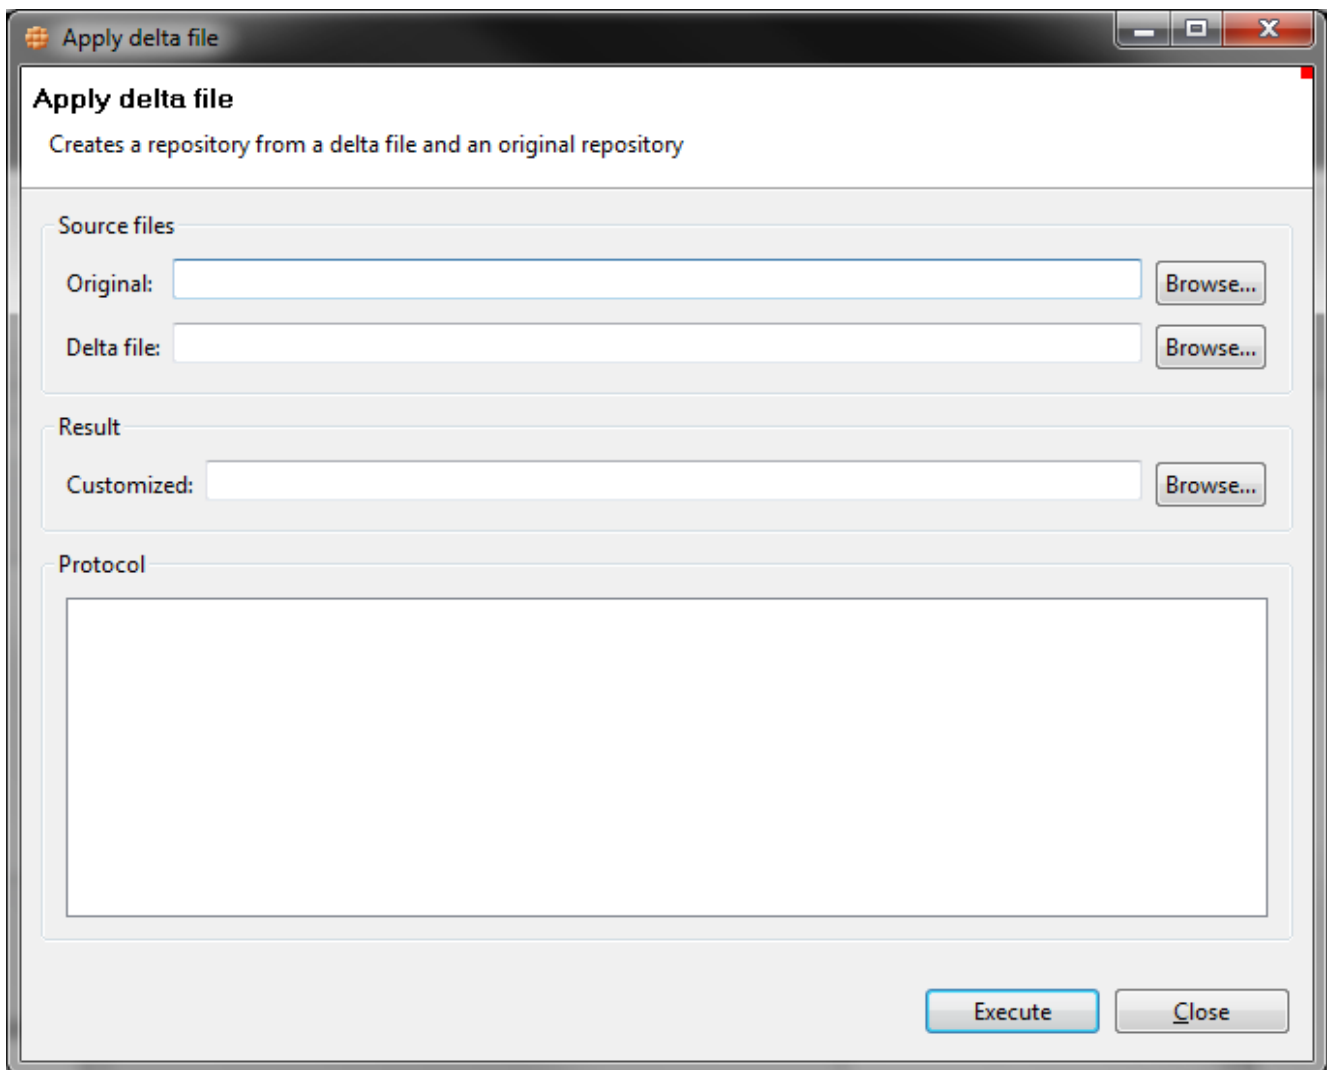 Apply delta file
Apply delta file
Creates a repository from a delta file and an original repository
Source files
Original: Browse...
Delta file: Browse...
Result
Customized: Browse...
Protocol
Execute Close